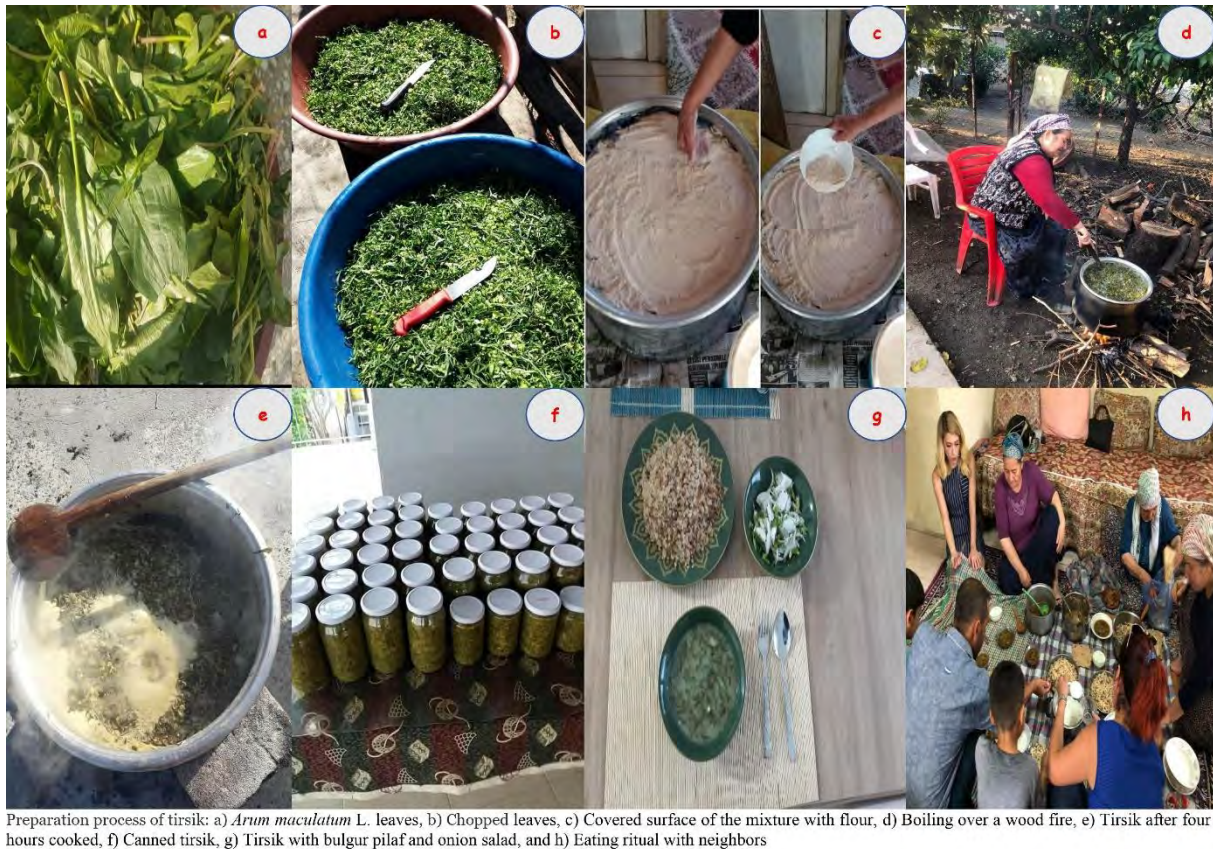 a
b
c
d
e
f
g
h
Preparation process of tirsik: a) Arum maculatum L. leaves, b) Chopped leaves, c) Covered surface of the mixture with flour, d) Boiling over a wood fire, e) Tirsik after four
hours cooked, f) Canned tirsik, g) Tirsik with bulgur pilaf and onion salad, and h) Eating ritual with neighbors